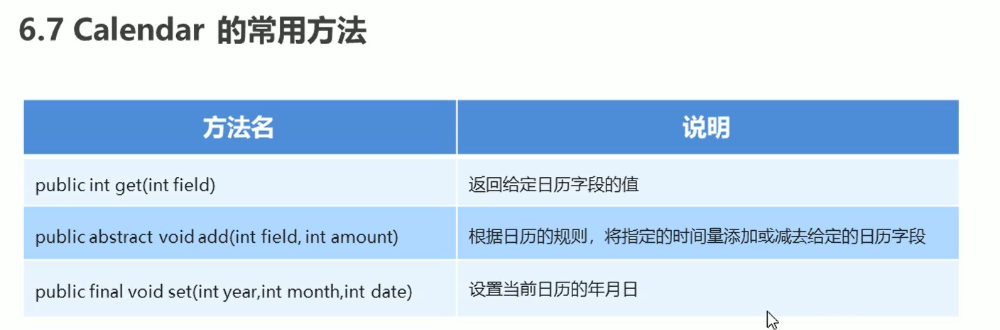 6.7 Calendar 的常用方法
方法名 说明
public int get(int field) 返回给定日历字段的值
public abstract void add(int field, int amount) 根据日历的规则，将指定的时间量添加或减去给定的日历字段
public final void set(int year,int month,int date) 设置当前日历的年月日